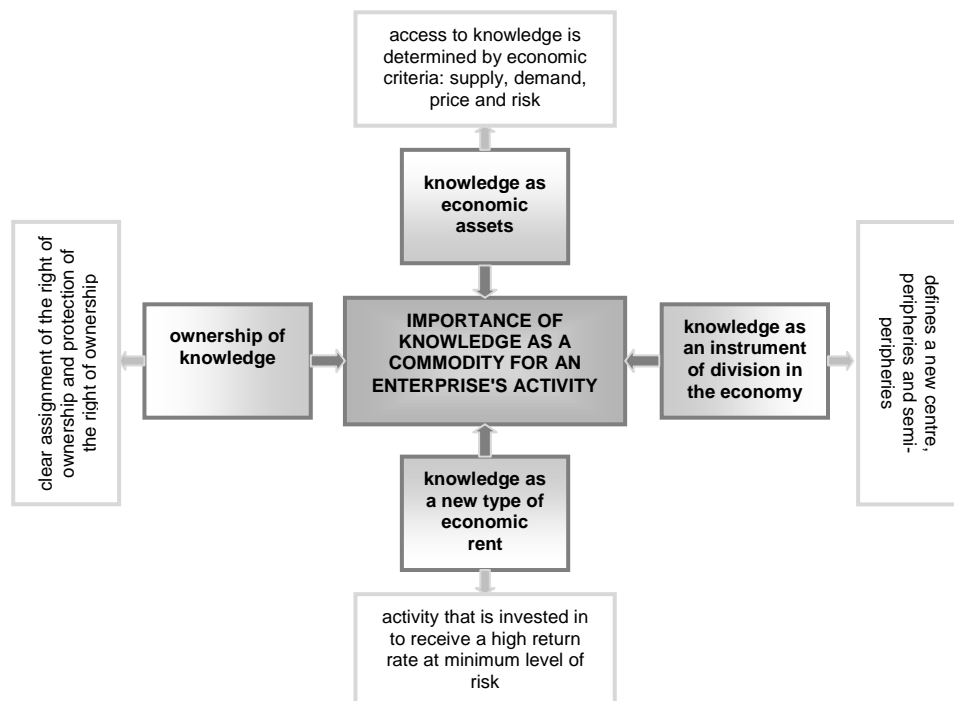 access to knowledge is
determined by economic
criteria: supply, demand,
price and risk
knowledge as
economic
assets
clear assignment of the right of
ownership and protection of
the right of ownership
ownership of
knowledge
IMPORTANCE OF
KNOWLEDGE AS A
COMMODITY FOR AN
ENTERPRISE'S ACTIVITY
knowledge as
an instrument
of division in
the economy
defines a new centre,
peripheries and semi-
peripheries
knowledge as
a new type of
economic
rent
activity that is invested in
to receive a high return
rate at minimum level of
risk